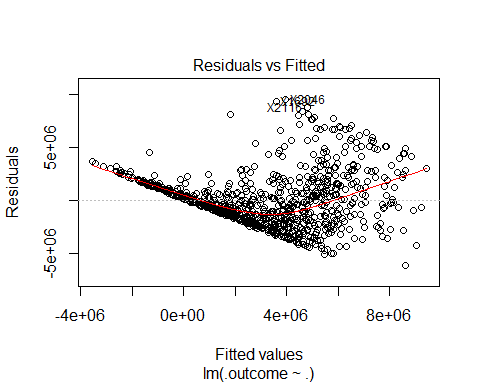 Residuals vs Fitted
X2046
X2116
Residuals
5e+06
-5e+06
-4e+06 0e+00 4e+06 8e+06
Fitted values
lm(.outcome ~ .)